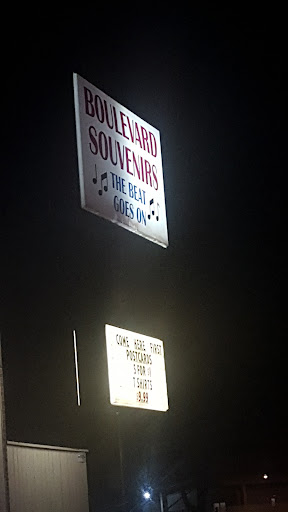 BOULEVARD
SOUVENIRS
THE BEAT
GOES ON
COME HERE FIRST
POSTCARDS
T SHIRTS